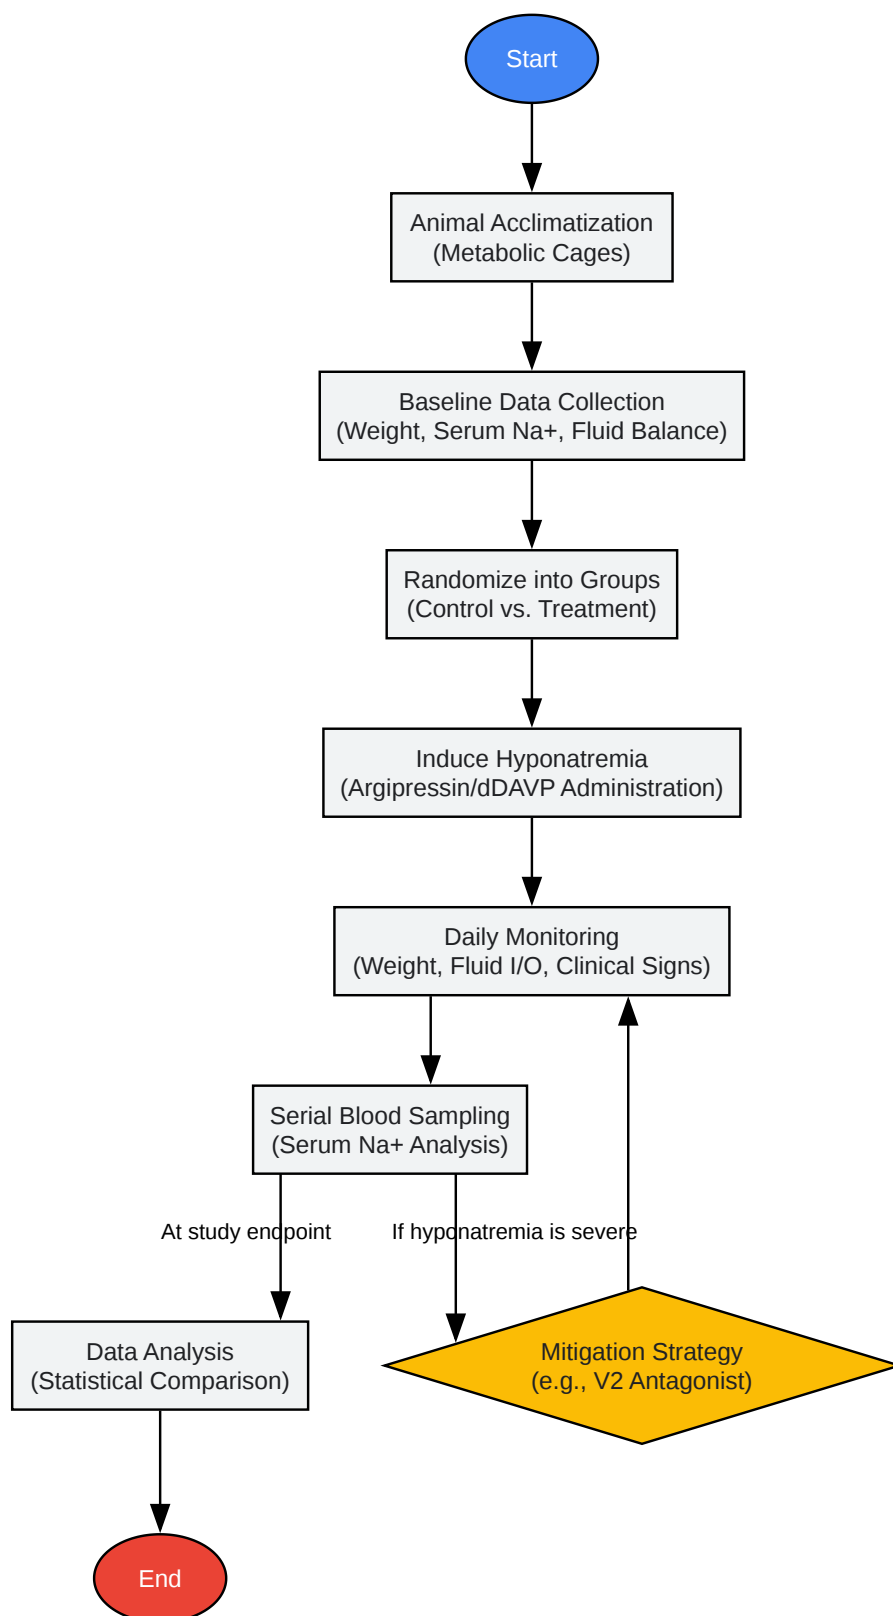 Start
Animal Acclimatization
(Metabolic Cages)
Baseline Data Collection
(Weight, Serum Na+, Fluid Balance)
Randomize into Groups
(Control vs. Treatment)
Induce Hyponatremia
(Argipressin/dDAVP Administration)
Daily Monitoring
(Weight, Fluid I/O, Clinical Signs)
Serial Blood Sampling
(Serum Na+ Analysis)
At study endpoint
If hyponatremia is severe
Data Analysis
(Statistical Comparison)
Mitigation Strategy
(e.g., V2 Antagonist)
End